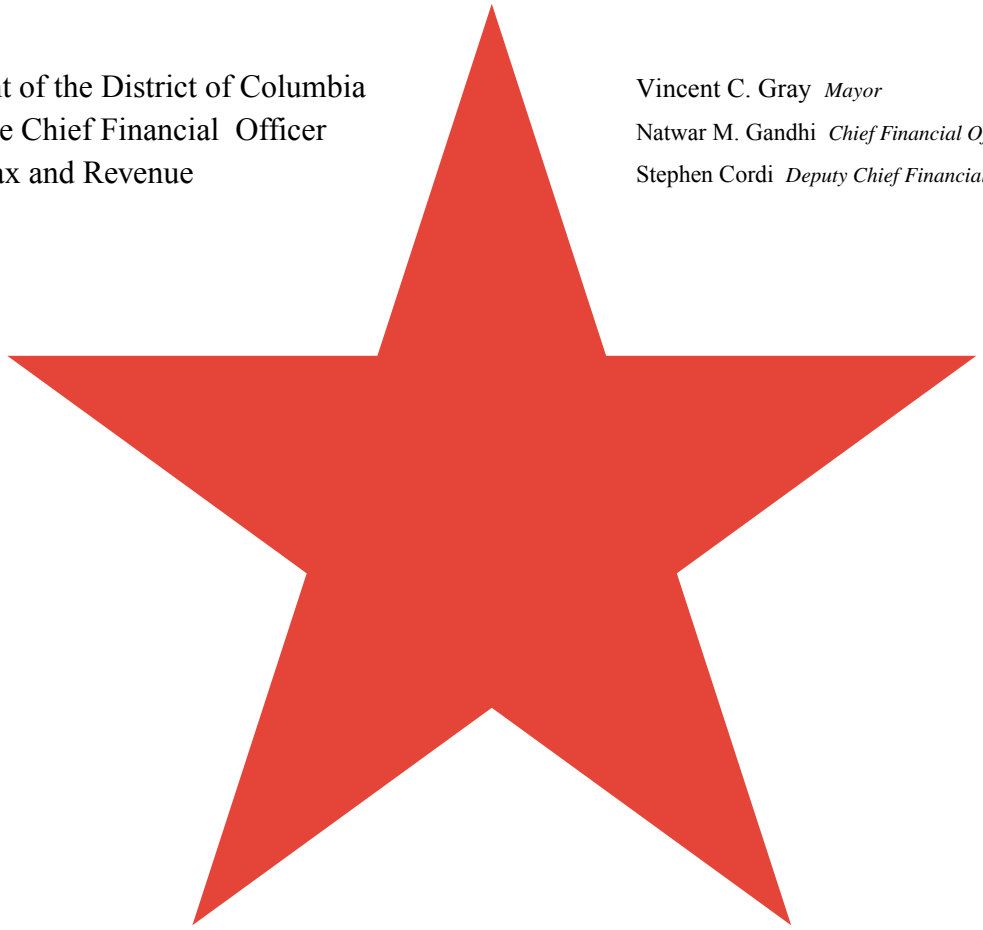 t of the District of Columbia
e Chief Financial Officer
ax and Revenue
Vincent C. Gray Mayor
Natwar M. Gandhi Chief Financial
Stephen Cordi Deputy Chief Financial